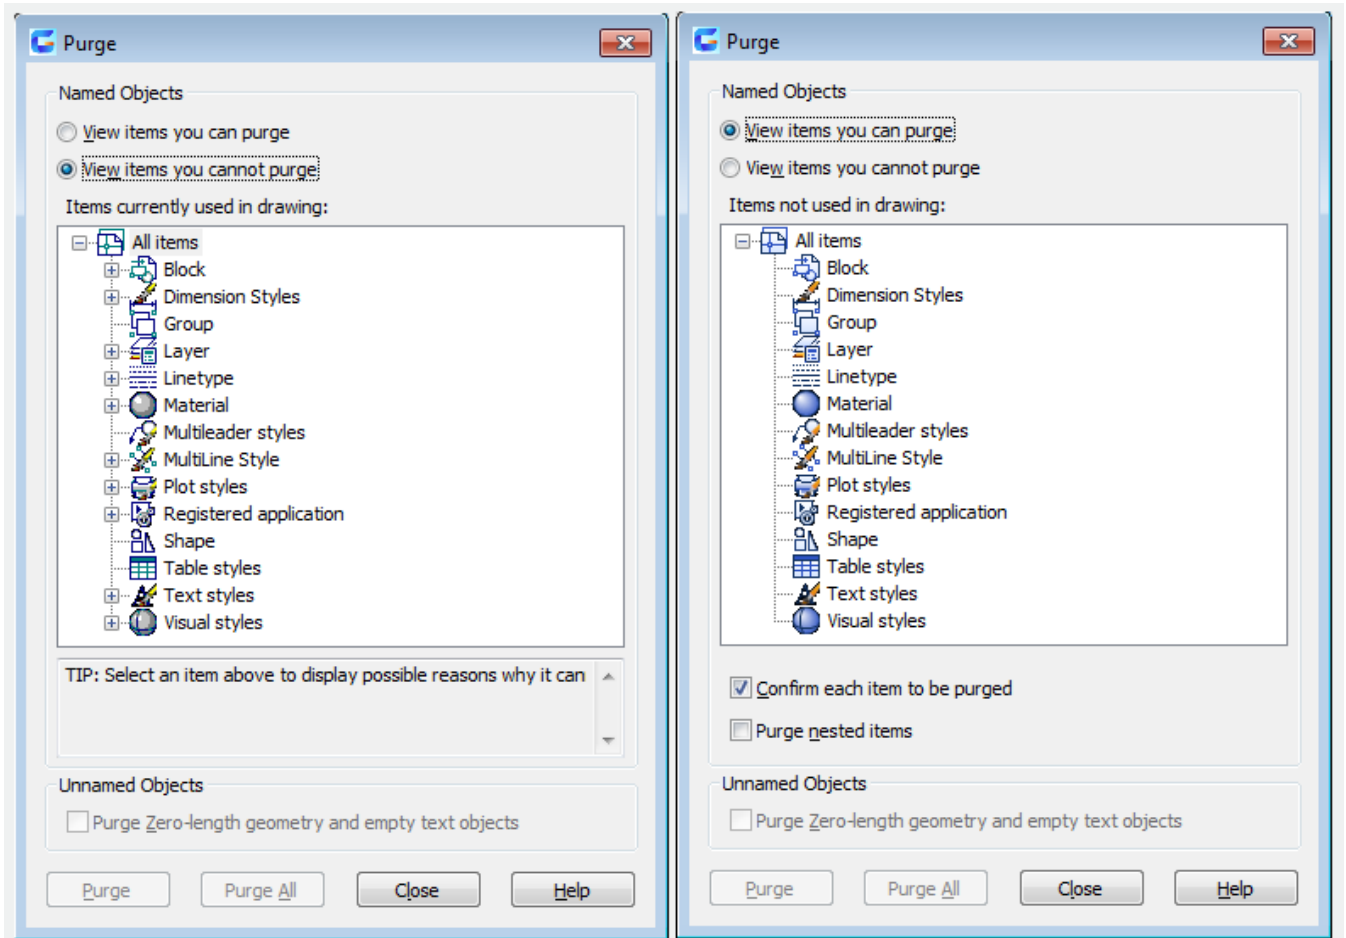 Purge
Named Objects
View items you can purge
View items you cannot purge
Items currently used in drawing:
All items
Block
Dimension Styles
Group
Layer
Linetype
Material
Multileader styles
MultiLine Style
Plot styles
Registered application
Shape
Table styles
Text styles
Visual styles
TIP: Select an item above to display possible reasons why it can
Unnamed Objects
Purge Zero-length geometry and empty text objects
Purge
Purge All
Close
Help
Purge
Named Objects
View items you can purge
View items you cannot purge
Items not used in drawing:
All items
Block
Dimension Styles
Group
Layer
Linetype
Material
Multileader styles
MultiLine Style
Plot styles
Registered application
Shape
Table styles
Text styles
Visual styles
Confirm each item to be purged
Purge nested items
Unnamed Objects
Purge Zero-length geometry and empty text objects
Purge
Purge All
Close
Help